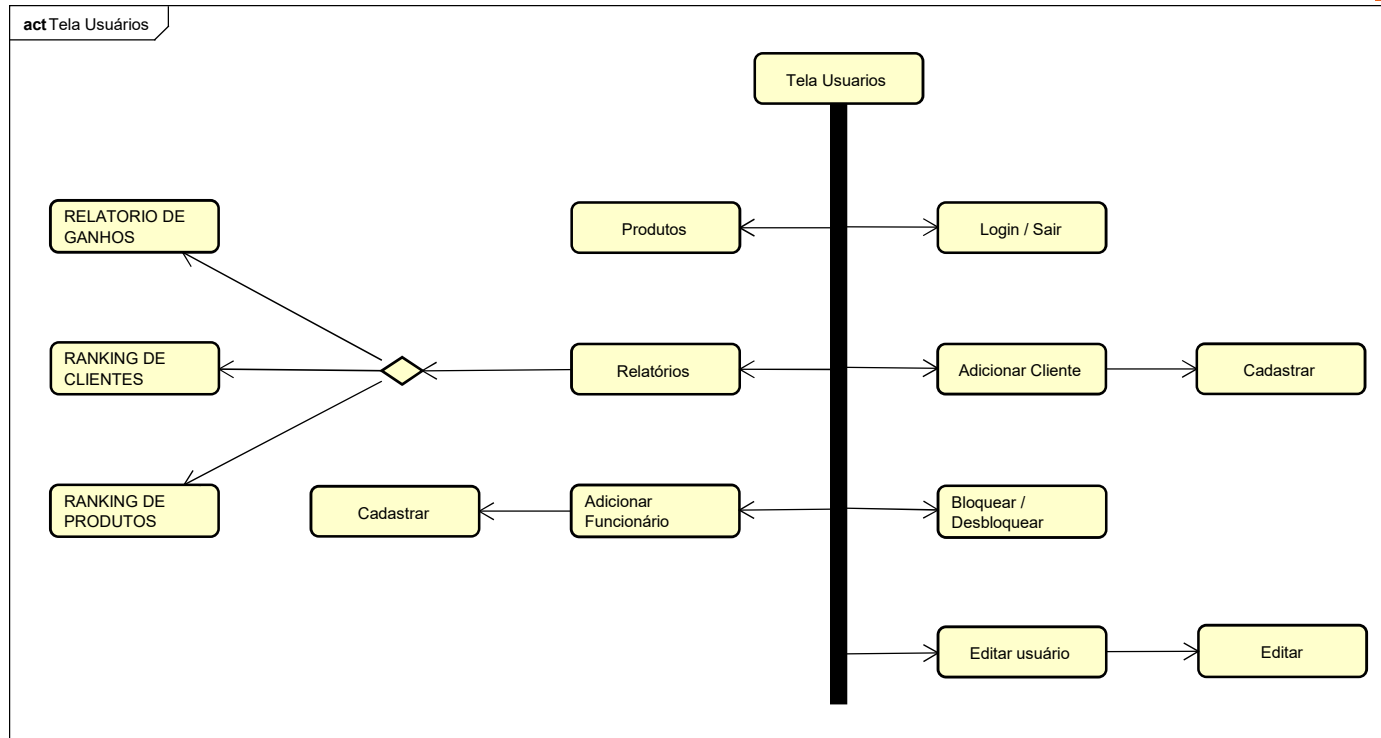 act Tela Usuários
Tela Usuarios
RELATORIO DE
GANHOS
Produtos
Login / Sair
RANKING DE
CLIENTES
Relatórios
Adicionar Cliente
Cadastrar
RANKING DE
PRODUTOS
Cadastrar
Adicionar
Funcionário
Bloquear /
Desbloquear
Editar usuário
Editar